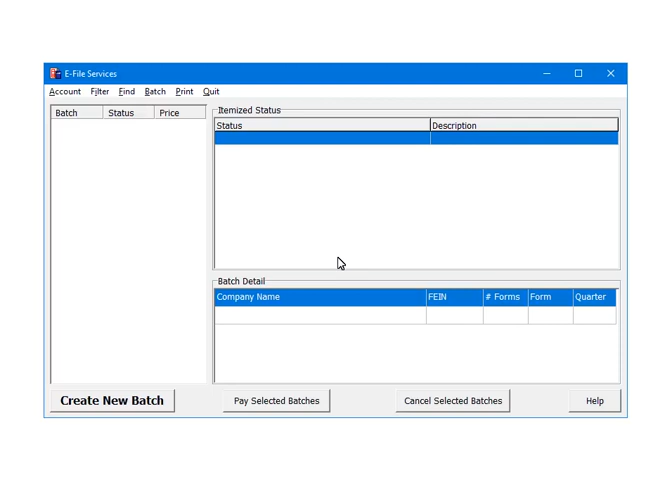 E-File Services
Account Filter Find Batch Print Quit
Batch Status Price
Itemized Status
Status Description
Batch Detail
Company Name FEIN # Forms Form Quarter
Create New Batch Pay Selected Batches Cancel Selected Batches Help